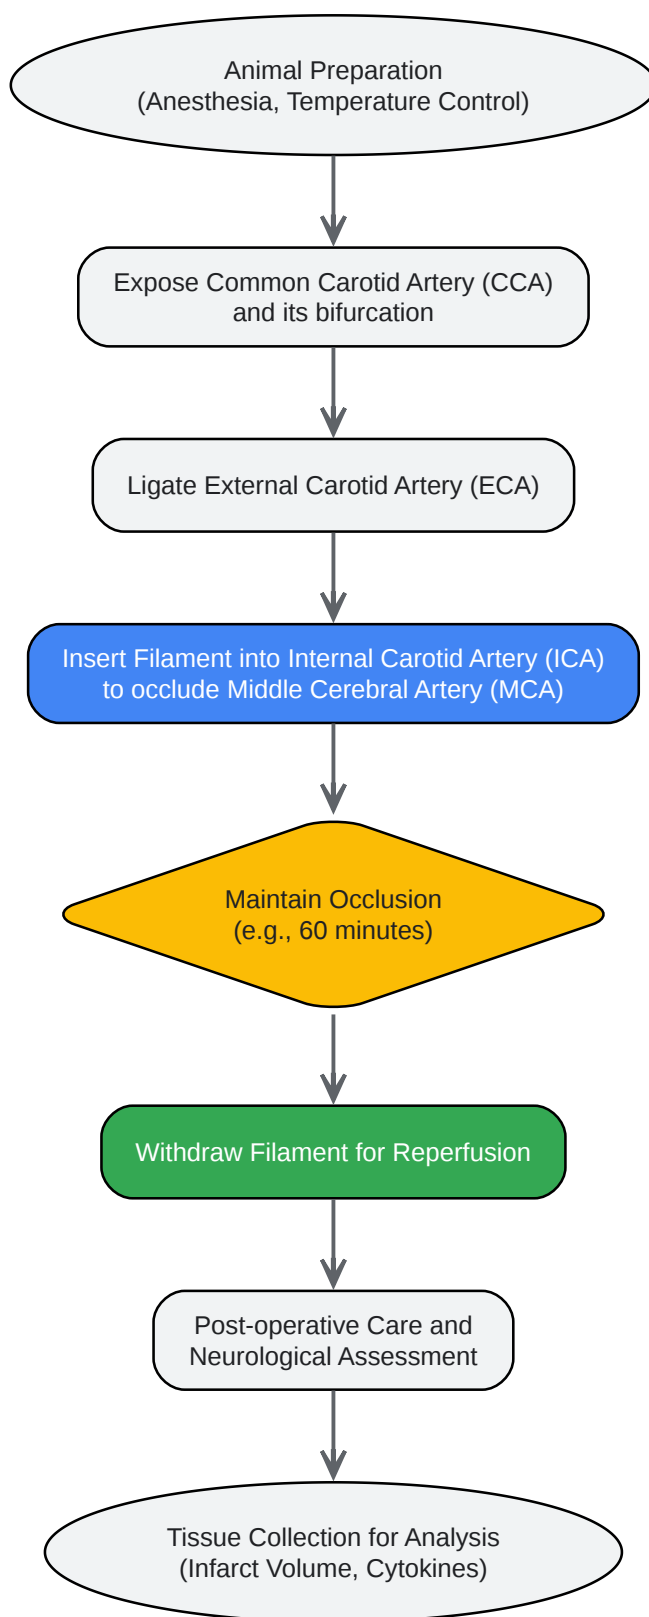 Animal Preparation
(Anesthesia, Temperature Control)
Expose Common Carotid Artery (CCA)
and its bifurcation
Ligate External Carotid Artery (ECA)
Insert Filament into Internal Carotid Artery (ICA)
to occlude Middle Cerebral Artery (MCA)
Maintain Occlusion
(e.g., 60 minutes)
Withdraw Filament for Reperfusion
Post-operative Care and
Neurological Assessment
Tissue Collection for Analysis
(Infarct Volume, Cytokines)